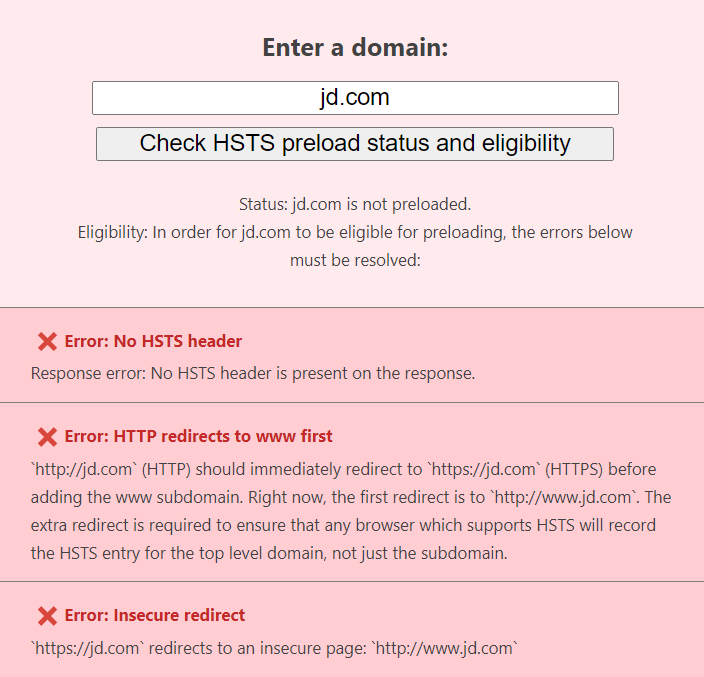 Enter a domain:
jd.com
Check HSTS preload status and eligibility
Status: jd.com is not preloaded.
Eligibility: In order for jd.com to be eligible for preloading, the errors below
must be resolved:
❌ Error: No HSTS header
Response error: No HSTS header is present on the response.
❌ Error: HTTP redirects to www first
`http://jd.com` (HTTP) should immediately redirect to `https://jd.com` (HTTPS) before
adding the www subdomain. Right now, the first redirect is to `http://www.jd.com`. The
extra redirect is required to ensure that any browser which supports HSTS will record
the HSTS entry for the top level domain, not just the subdomain.
❌ Error: Insecure redirect
`https://jd.com` redirects to an insecure page: `http://www.jd.com`